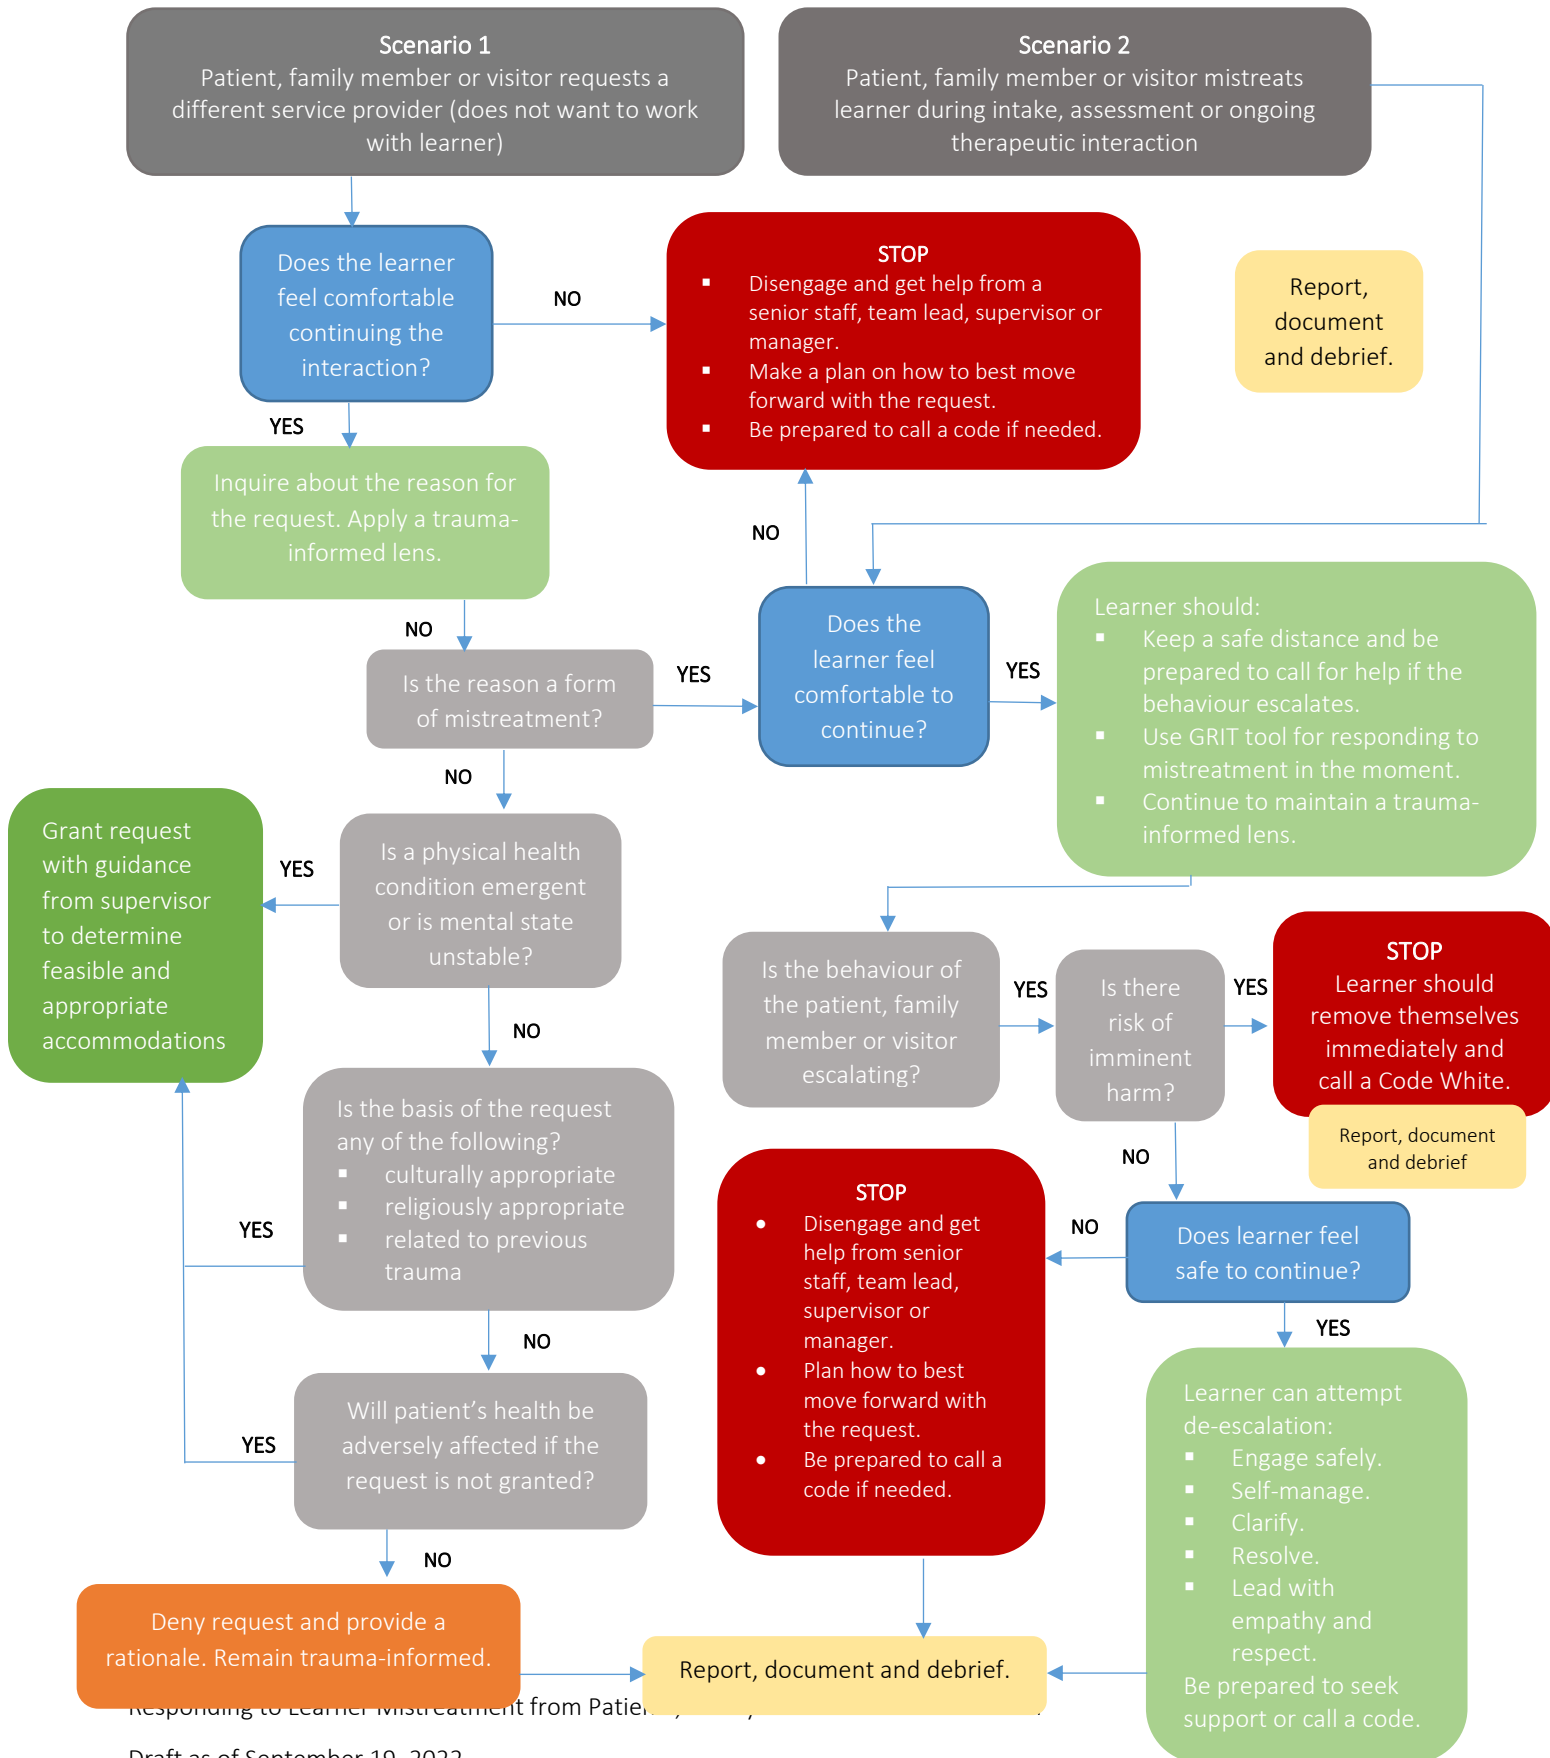 Scenario 1
Patient, family member or visitor requests a
different service provider (does not want to work
with learner)
Scenario 2
Patient, family member or visitor mistreats
learner during intake, assessment or ongoing
therapeutic interaction
Does the learner
feel comfortable
continuing the
interaction?
NO
STOP
▪ Disengage and get help from a
senior staff, team lead, supervisor or
manager.
▪ Make a plan on how to best move
forward with the request.
▪ Be prepared to call a code if needed.
Report,
document
and debrief.
YES
Inquire about the reason for
the request. Apply a trauma-
informed lens.
NO
NO
Is the reason a form
of mistreatment?
YES
Does the
learner feel
comfortable to
continue?
YES
Learner should:
▪ Keep a safe distance and be
prepared to call for help if the
behaviour escalates.
▪ Use GRIT tool for responding to
mistreatment in the moment.
▪ Continue to maintain a trauma-
informed lens.
NO
Grant request
with guidance
from supervisor
to determine
feasible and
appropriate
accommodations
YES
Is a physical health
condition emergent
or is mental state
unstable?
NO
Is the behaviour of
the patient, family
member or visitor
escalating?
YES
Is there
risk of
imminent
harm?
YES
STOP
Learner should
remove themselves
immediately and
call a Code White.
Report, document
and debrief
NO
Is the basis of the request
any of the following?
▪ culturally appropriate
▪ religiously appropriate
▪ related to previous
trauma
YES
NO
STOP
• Disengage and get
help from senior
staff, team lead,
supervisor or
manager.
• Plan how to best
move forward with
the request.
• Be prepared to call a
code if needed.
NO
Does learner feel
safe to continue?
YES
Will patient’s health be
adversely affected if the
request is not granted?
YES
NO
Learner can attempt
de-escalation:
▪ Engage safely.
▪ Self-manage.
▪ Clarify.
▪ Resolve.
▪ Lead with
empathy and
respect.
Be prepared to seek
support or call a code.
Deny request and provide a
rationale. Remain trauma-informed.
Report, document and debrief.
Responding to Learner Mistreatment from
Draft as of September 19, 2022